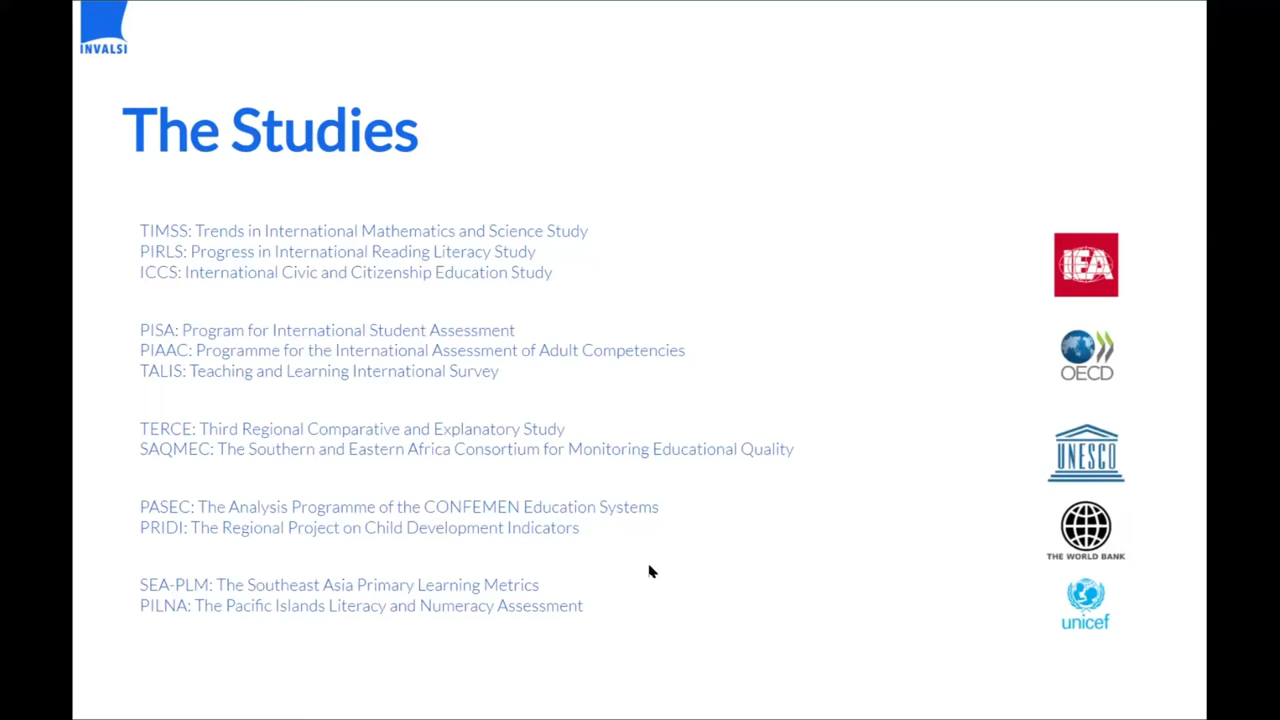 INVALSI
The Studies
TIMSS: Trends in International Mathematics and Science Study
PIRLS: Progress in International Reading Literacy Study
ICCS: International Civic and Citizenship Education Study
IEA
PISA: Program for International Student Assessment
PIAAC: Programme for the International Assessment of Adult Competencies
TALIS: Teaching and Learning International Survey
OECD
TERCE: Third Regional Comparative and Explanatory Study
SAQMEC: The Southern and Eastern Africa Consortium for Monitoring Educational Quality
UNESCO
PASEC: The Analysis Programme of the CONFEMEN Education Systems
PRIDI: The Regional Project on Child Development Indicators
THE WORLD BANK
SEA-PLM: The Southeast Asia Primary Learning Metrics
PILNA: The Pacific Islands Literacy and Numeracy Assessment
unicef